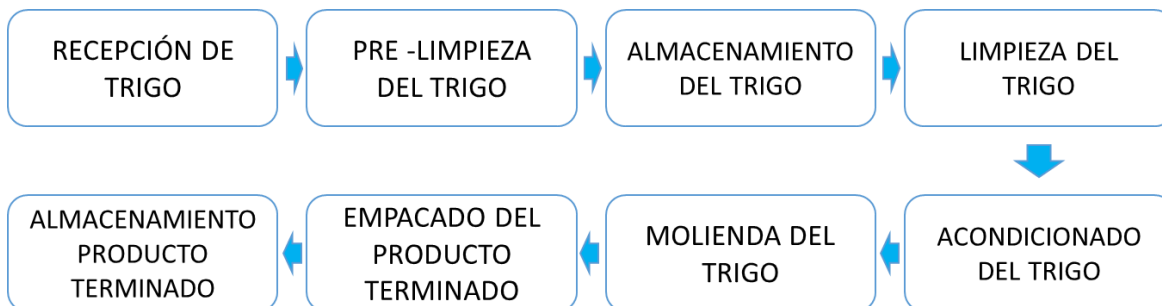 RECEPCIÓN DE
TRIGO
PRE -LIMPIEZA
DEL TRIGO
ALMACENAMIENTO
DEL TRIGO
LIMPIEZA DEL
TRIGO
ACONDICIONADO
DEL TRIGO
MOLIENDA DEL
TRIGO
EMPACADO DEL
PRODUCTO
TERMINADO
ALMACENAMIENTO
PRODUCTO
TERMINADO